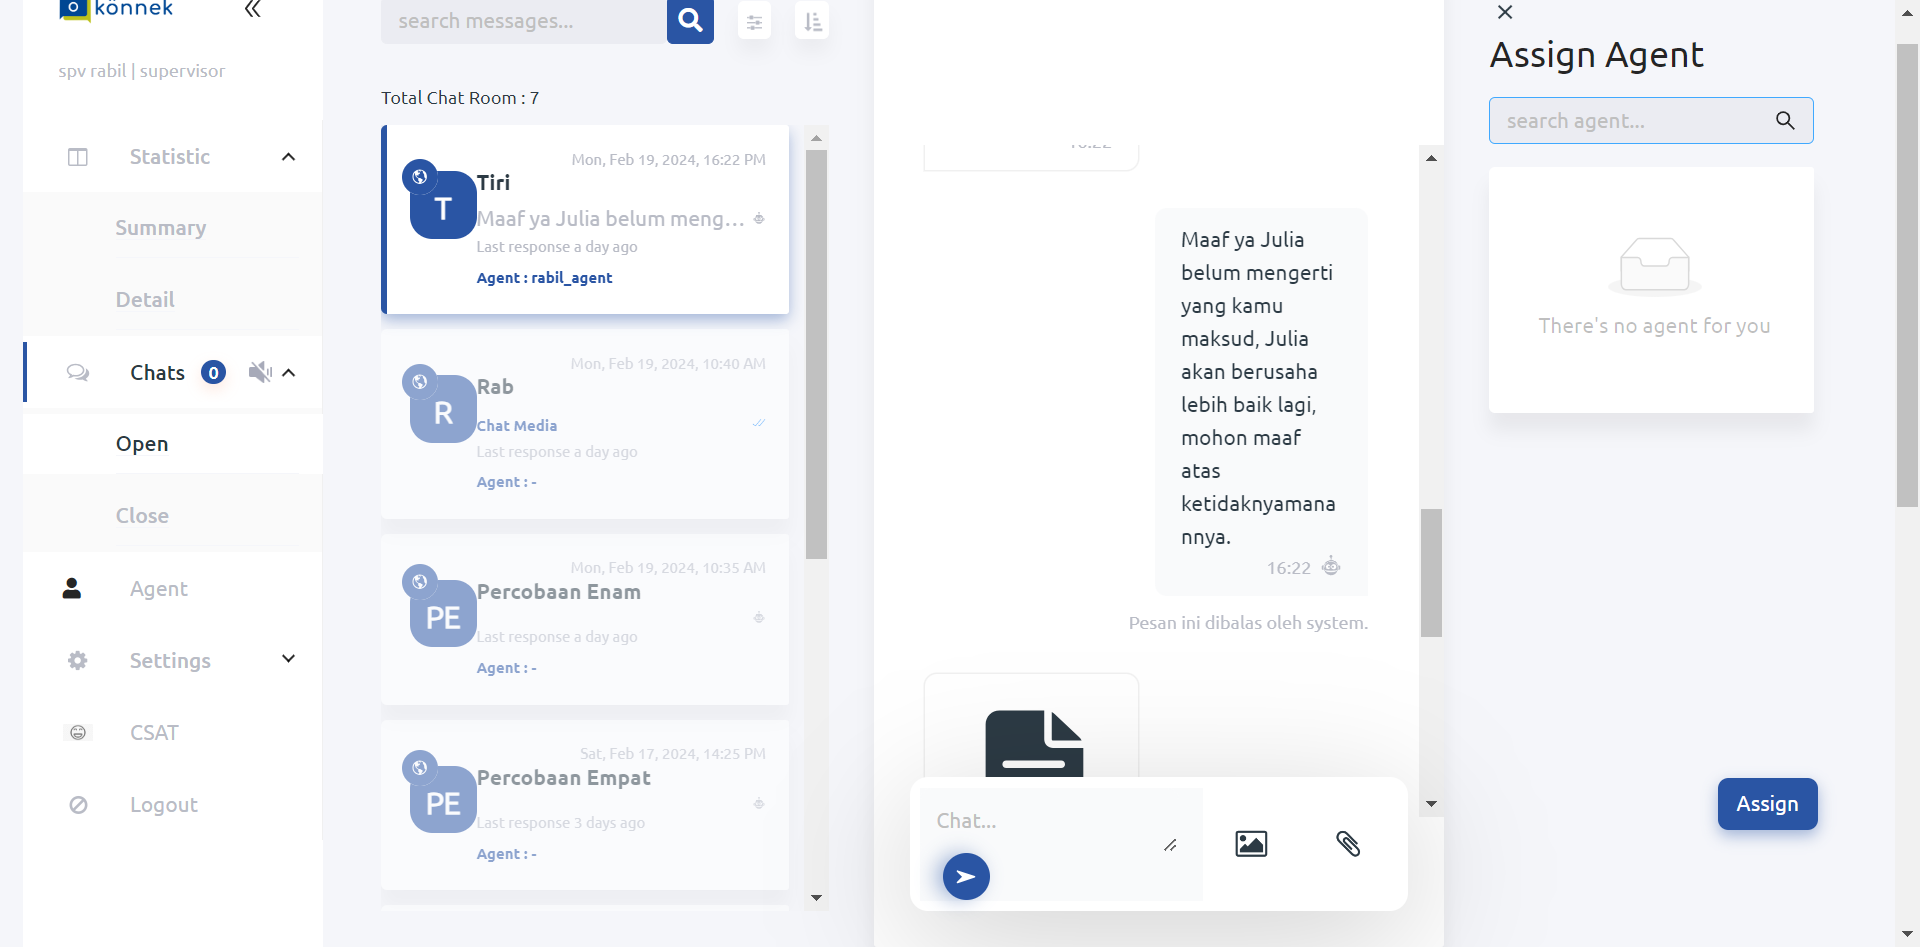 könnek
spv rabil | supervisor
Statistic
Summary
Detail
Chats 0
Open
Close
Agent
Settings
CSAT
Logout
search messages...
Total Chat Room : 7
Mon, Feb 19, 2024, 16:22 PM
T
Tiri
Maaf ya Julia belum meng...
Last response a day ago
Agent : rabil_agent
Mon, Feb 19, 2024, 10:40 AM
R
Rab
Chat Media
Last response a day ago
Agent : -
Mon, Feb 19, 2024, 10:35 AM
PE
Percobaan Enam
Last response a day ago
Agent : -
Sat, Feb 17, 2024, 14:25 PM
PE
Percobaan Empat
Last response 3 days ago
Agent : -
16:22
Maaf ya Julia
belum mengerti
yang kamu
maksud, Julia
akan berusaha
lebih baik lagi,
mohon maaf
atas
ketidaknyamana
nnya.
16:22
Pesan ini dibalas oleh system.
Chat...
Assign Agent
search agent...
There's no agent for you
Assign